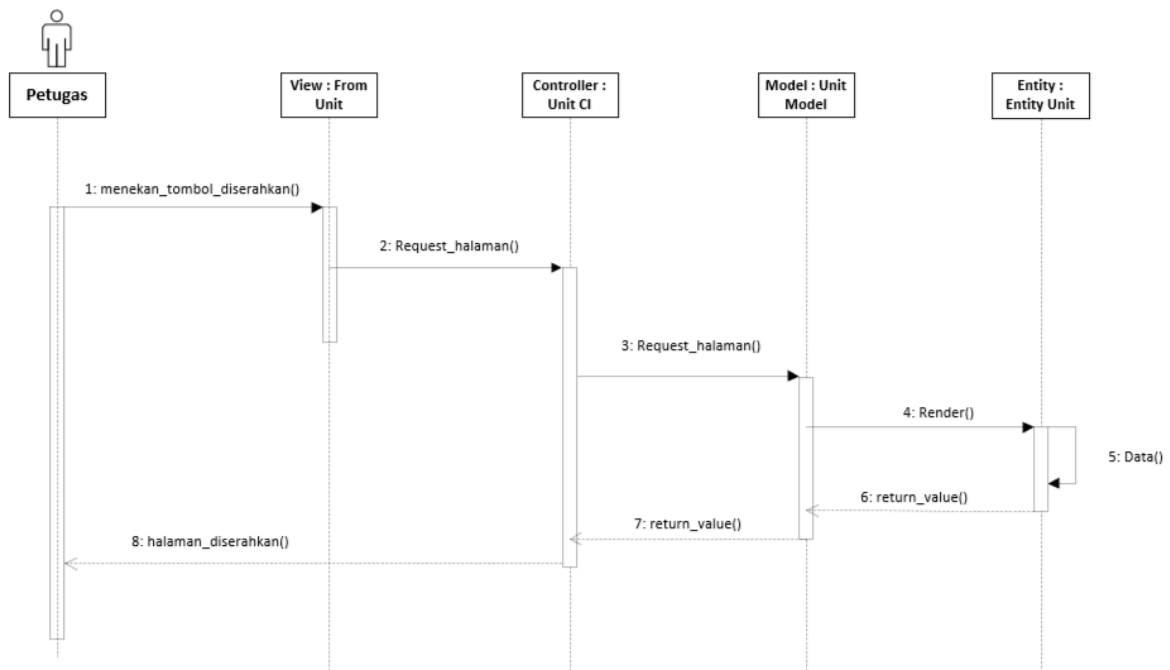 Petugas
View : From
Unit
Controller :
Unit CI
Model : Unit
Model
Entity :
Entity Unit
1: menekan_tombol_diserahkan()
2: Request_halaman()
3: Request_halaman()
4: Render()
5: Data()
6: return_value()
7: return_value()
8: halaman_diserahkan()